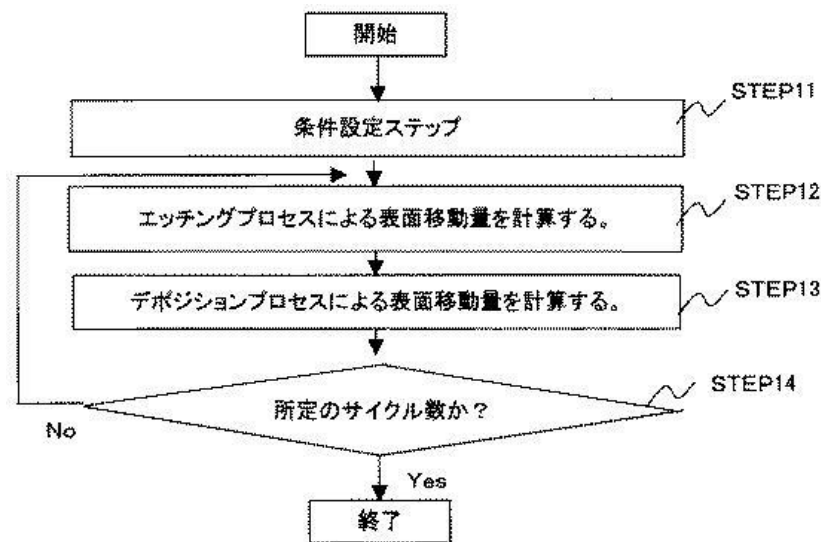 開始
STEP11
条件設定ステップ
STEP12
エッチングプロセスによる表面移動量を計算する。
STEP13
デポジションプロセスによる表面移動量を計算する。
STEP14
所定のサイクル数か？
No
Yes
終了